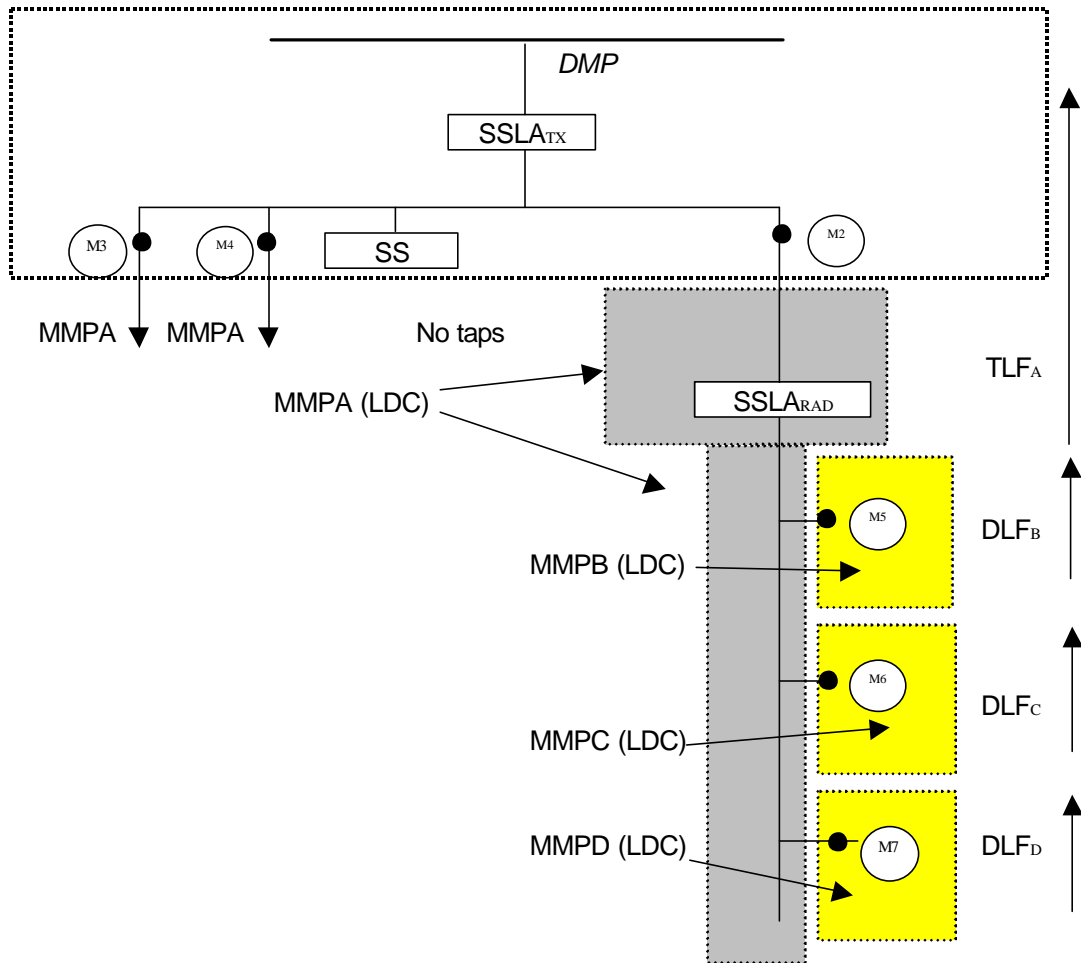 DMP
SSLATX
M3
M4
SS
M2
MMPA
MMPA
No taps
TLFA
MMPA (LDC)
SSLARAD
M5
DLFB
MMPB (LDC)
M6
DLFC
MMPC (LDC)
MMPD (LDC)
M7
DLFD